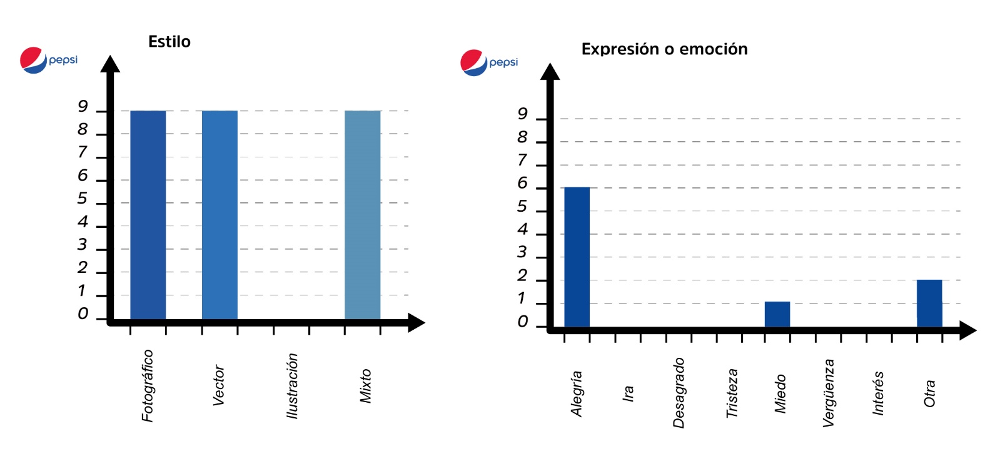 Estilo
pepsi
9
8
7
6
5
4
3
2
1
0
Fotográfico
Vector
Ilustración
Mixto
Expresión o emoción
pepsi
9
8
7
6
5
4
3
2
1
0
Alegría
Ira
Desagrado
Tristeza
Miedo
Vergüenza
Interés
Otra